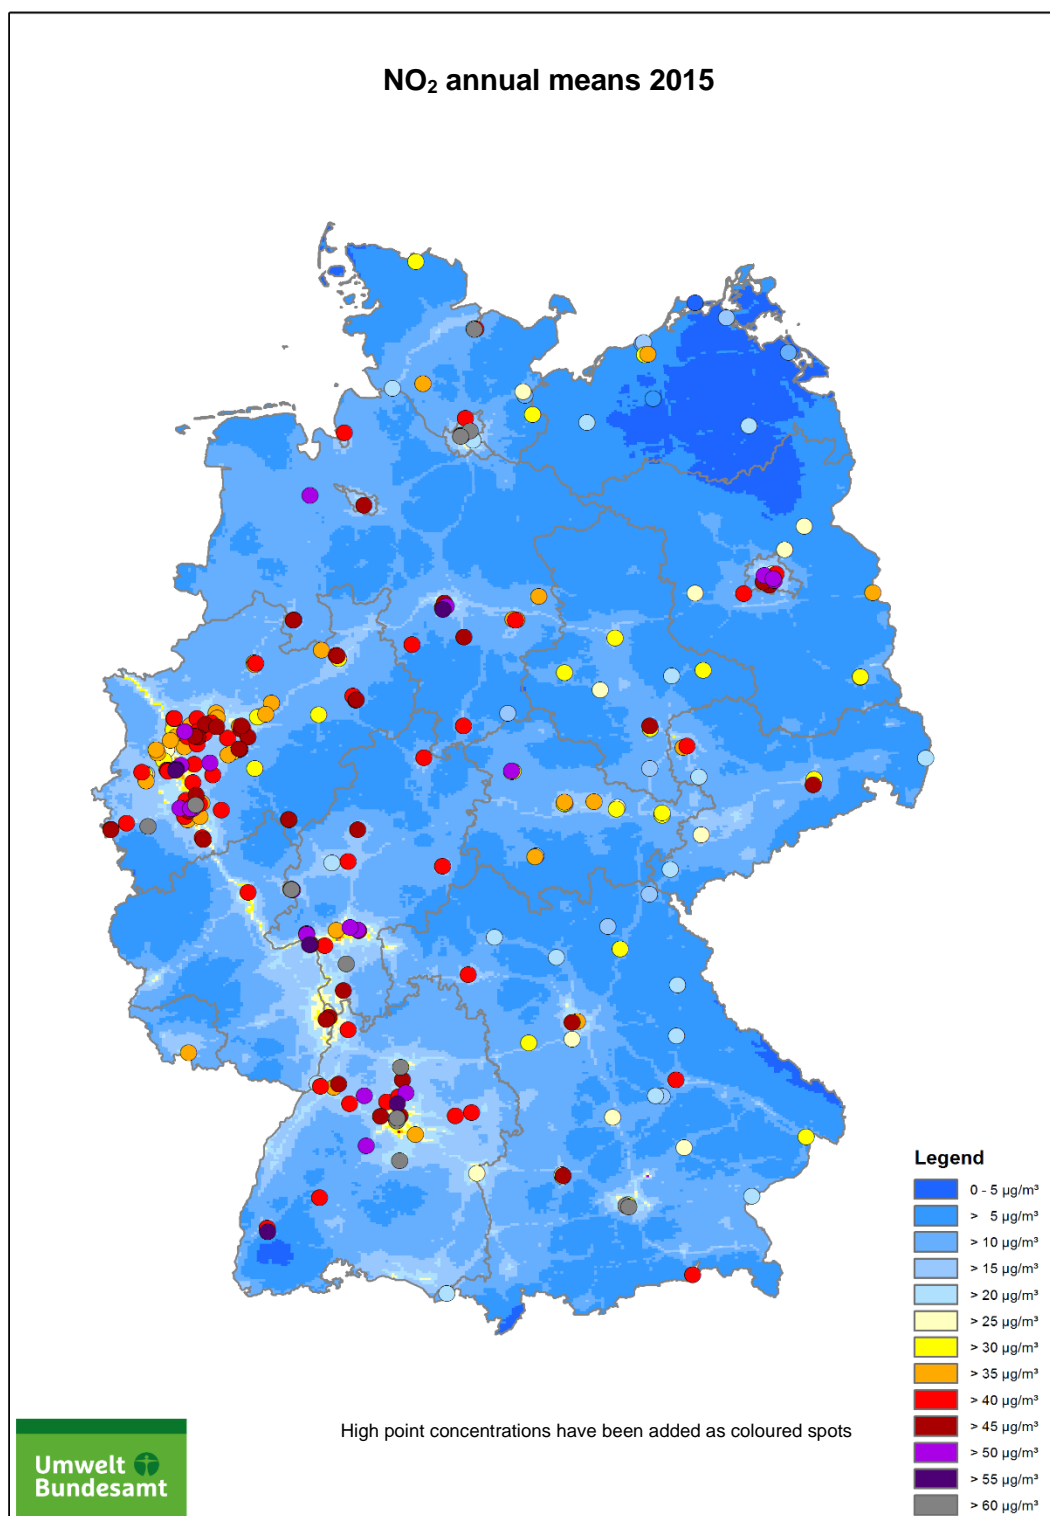 NO₂ annual means 2015
Legend
0 - 5 µg/m³
> 5 µg/m³
> 10 µg/m³
> 15 µg/m³
> 20 µg/m³
> 25 µg/m³
> 30 µg/m³
> 35 µg/m³
> 40 µg/m³
> 45 µg/m³
> 50 µg/m³
> 55 µg/m³
> 60 µg/m³
High point concentrations have been added as coloured spots
Umwelt
Bundesamt